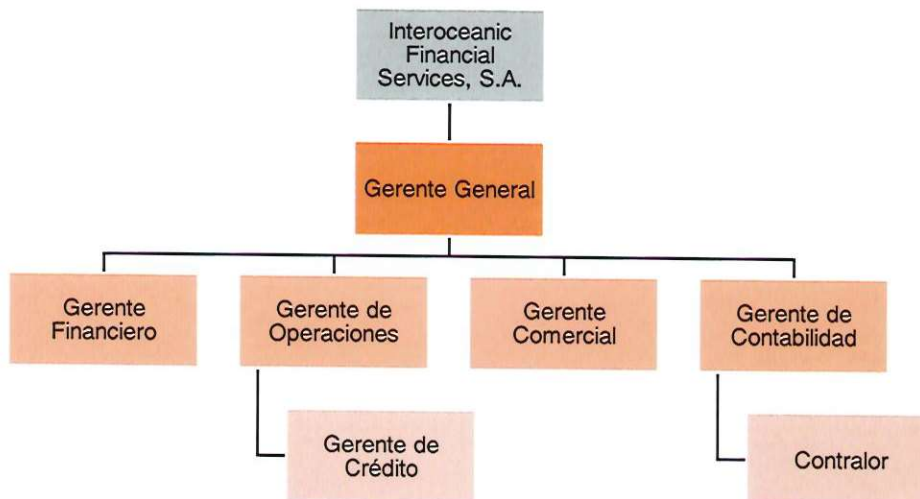 Interoceanic
Financial
Services, S.A.
Gerente General
Gerente
Financiero
Gerente de
Operaciones
Gerente
Comercial
Gerente de
Contabilidad
Gerente de
Crédito
Contralor